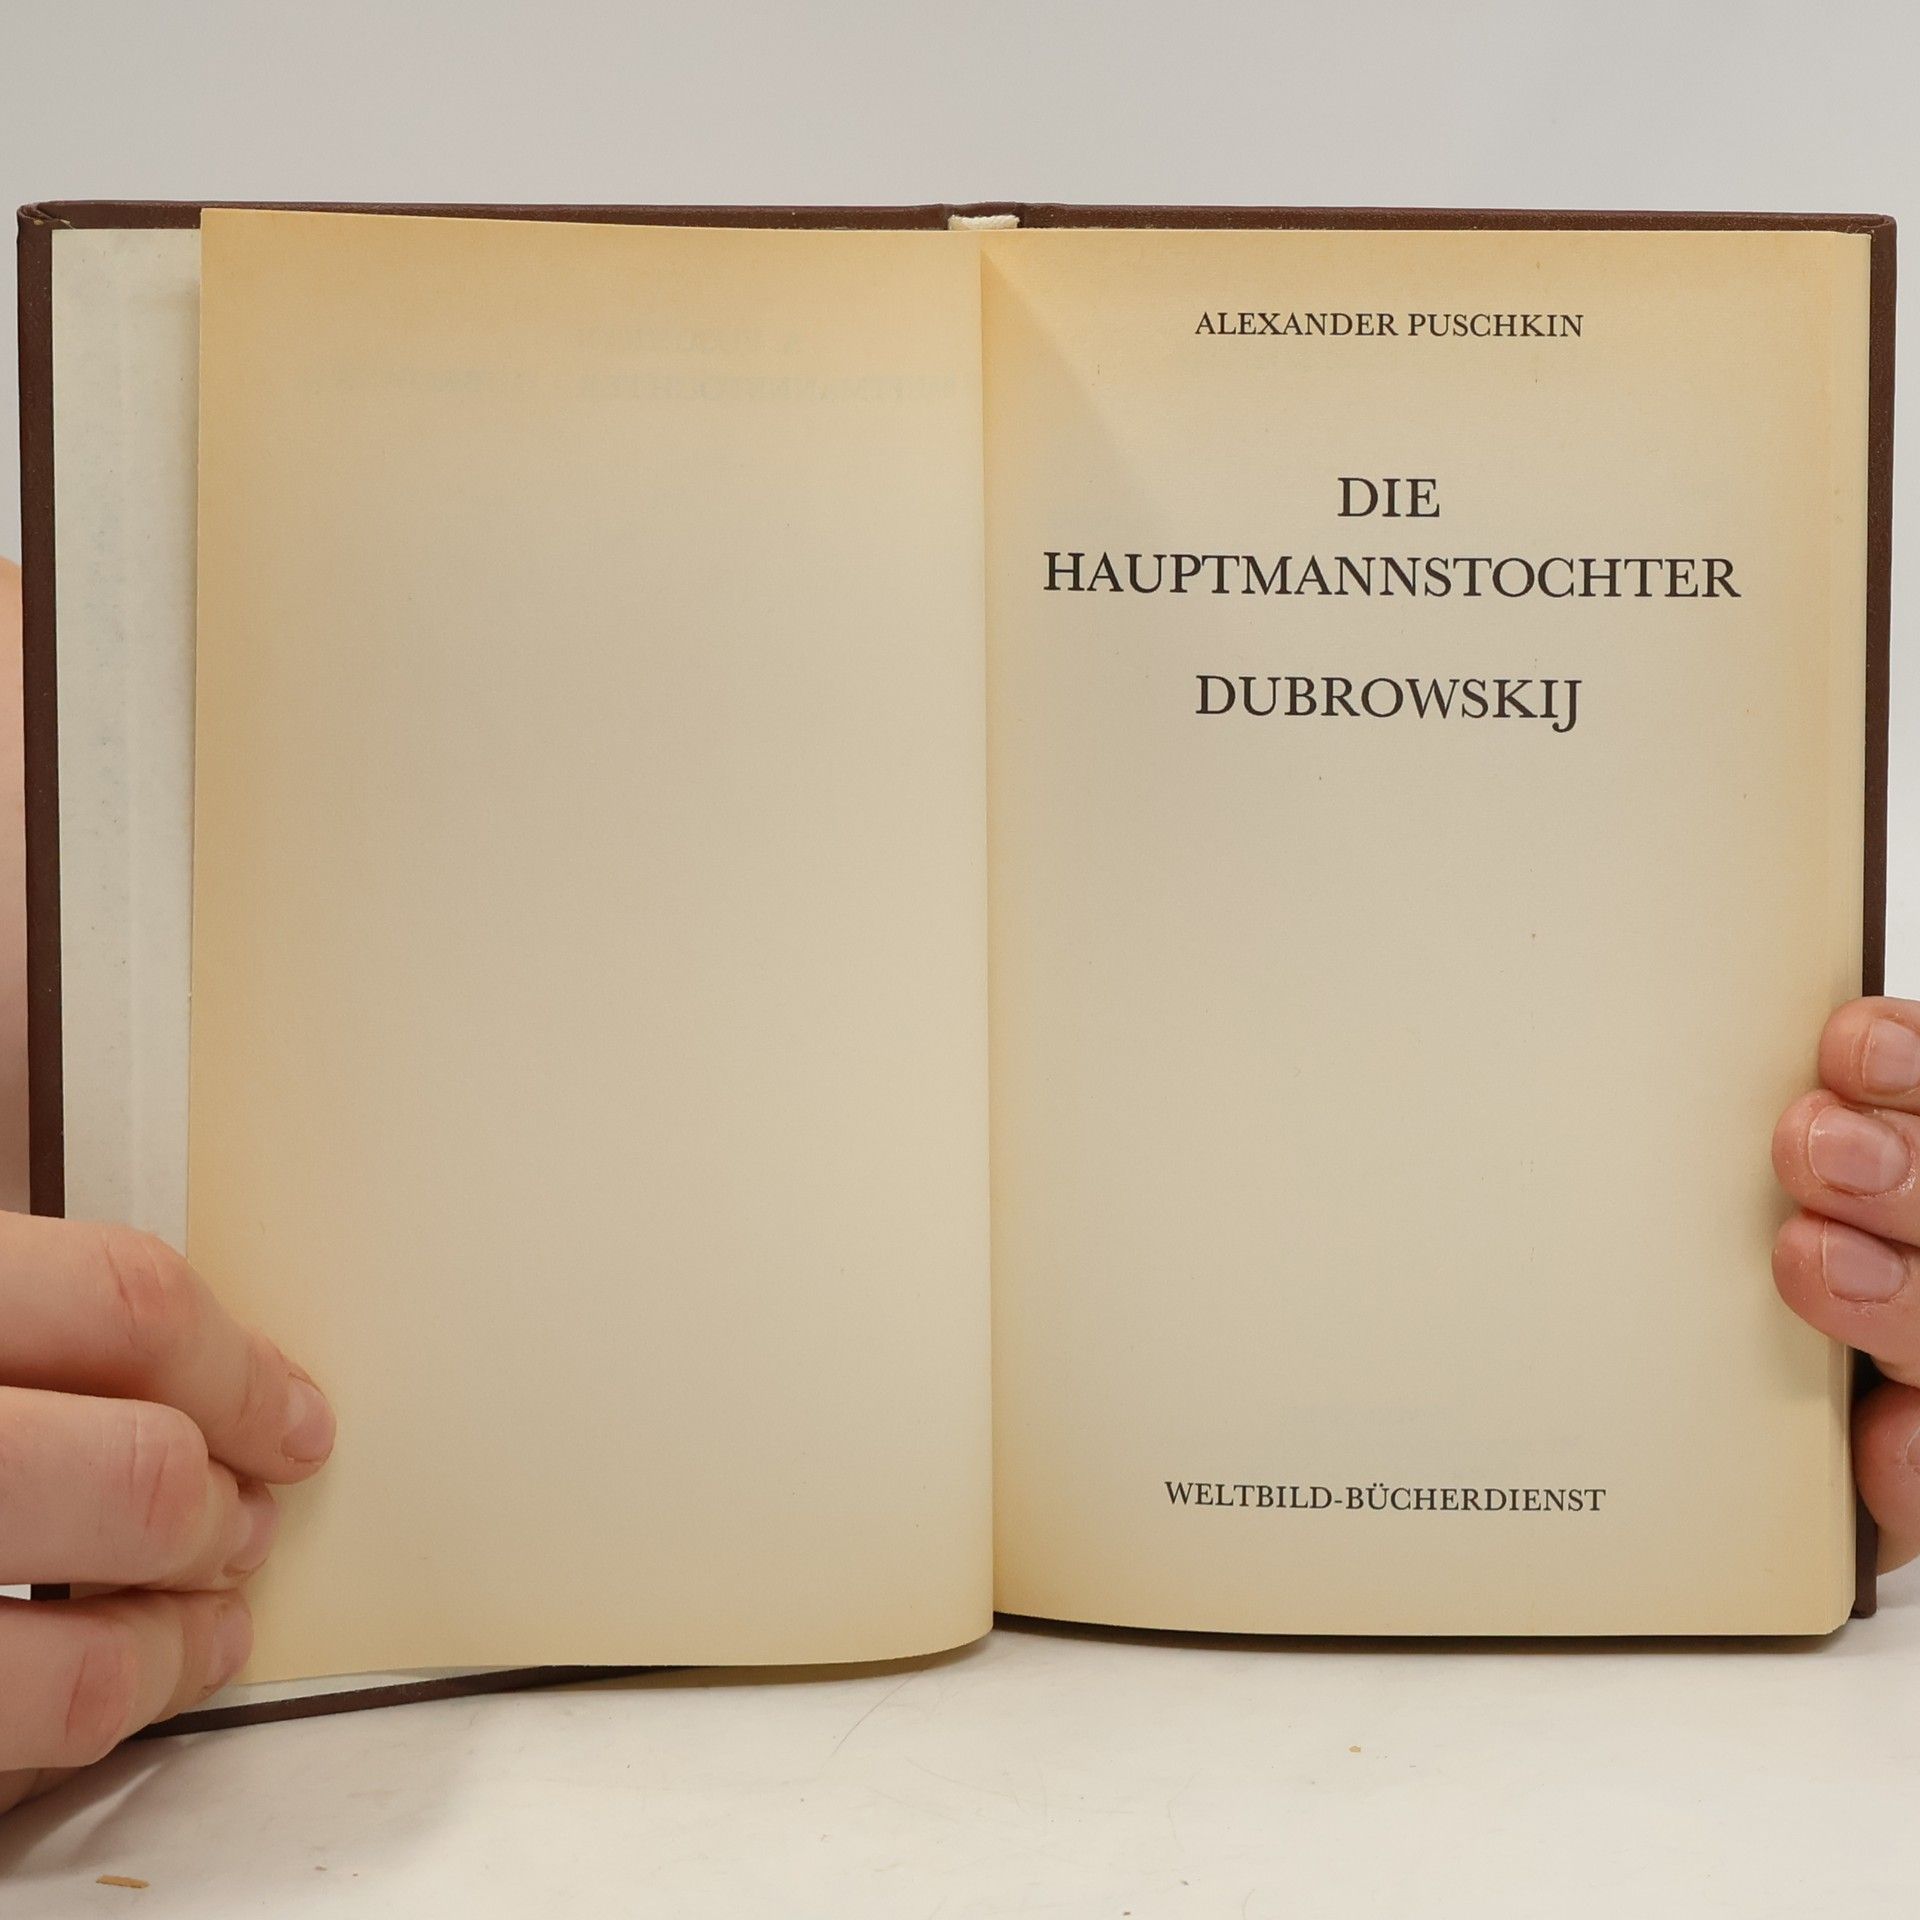 ALEXANDER PUSCHKIN
DIE
HAUPTMANNSTOCHTER
DUBROWSKIJ
WELTBILD-BÜCHERDIENST